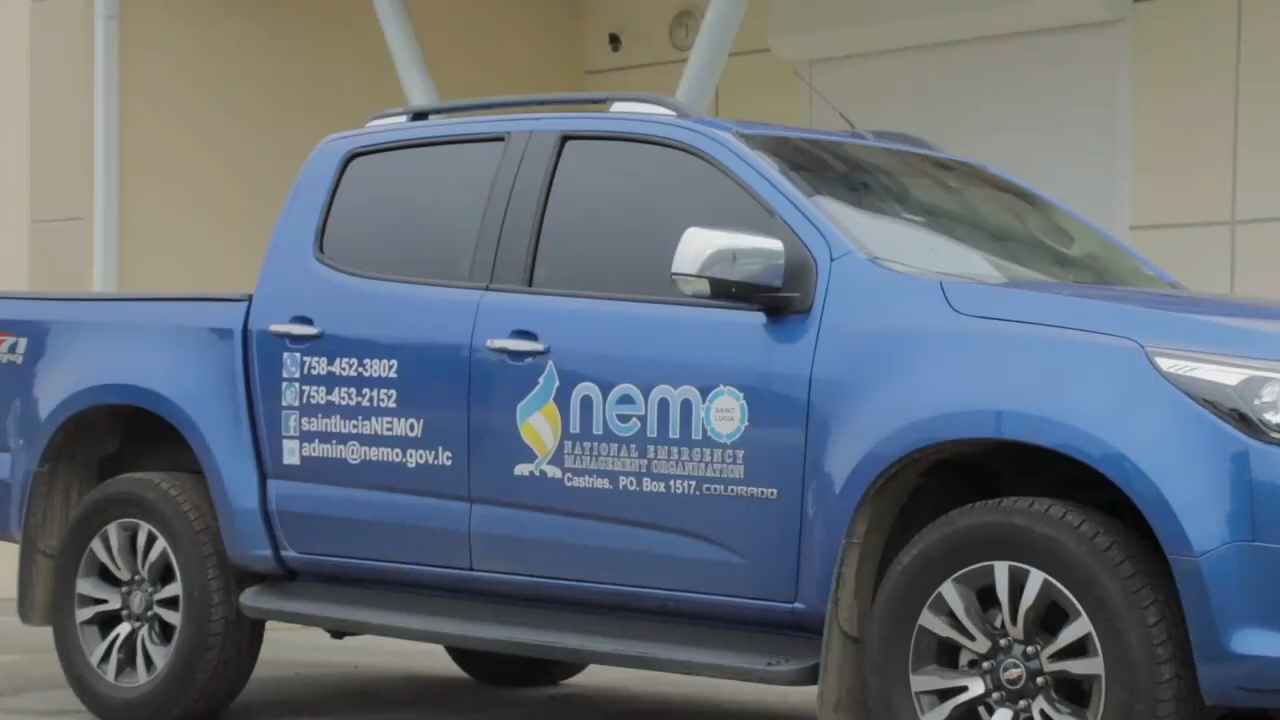 758-452-3802
758-453-2152
saintluciaNEMO/
admin@nemo.gov.lc
nemo
SAINT
LUCIA
NATIONAL EMERGENCY
MANAGEMENT ORGANISATION
Castries. PO. Box 1517.
COLORADO